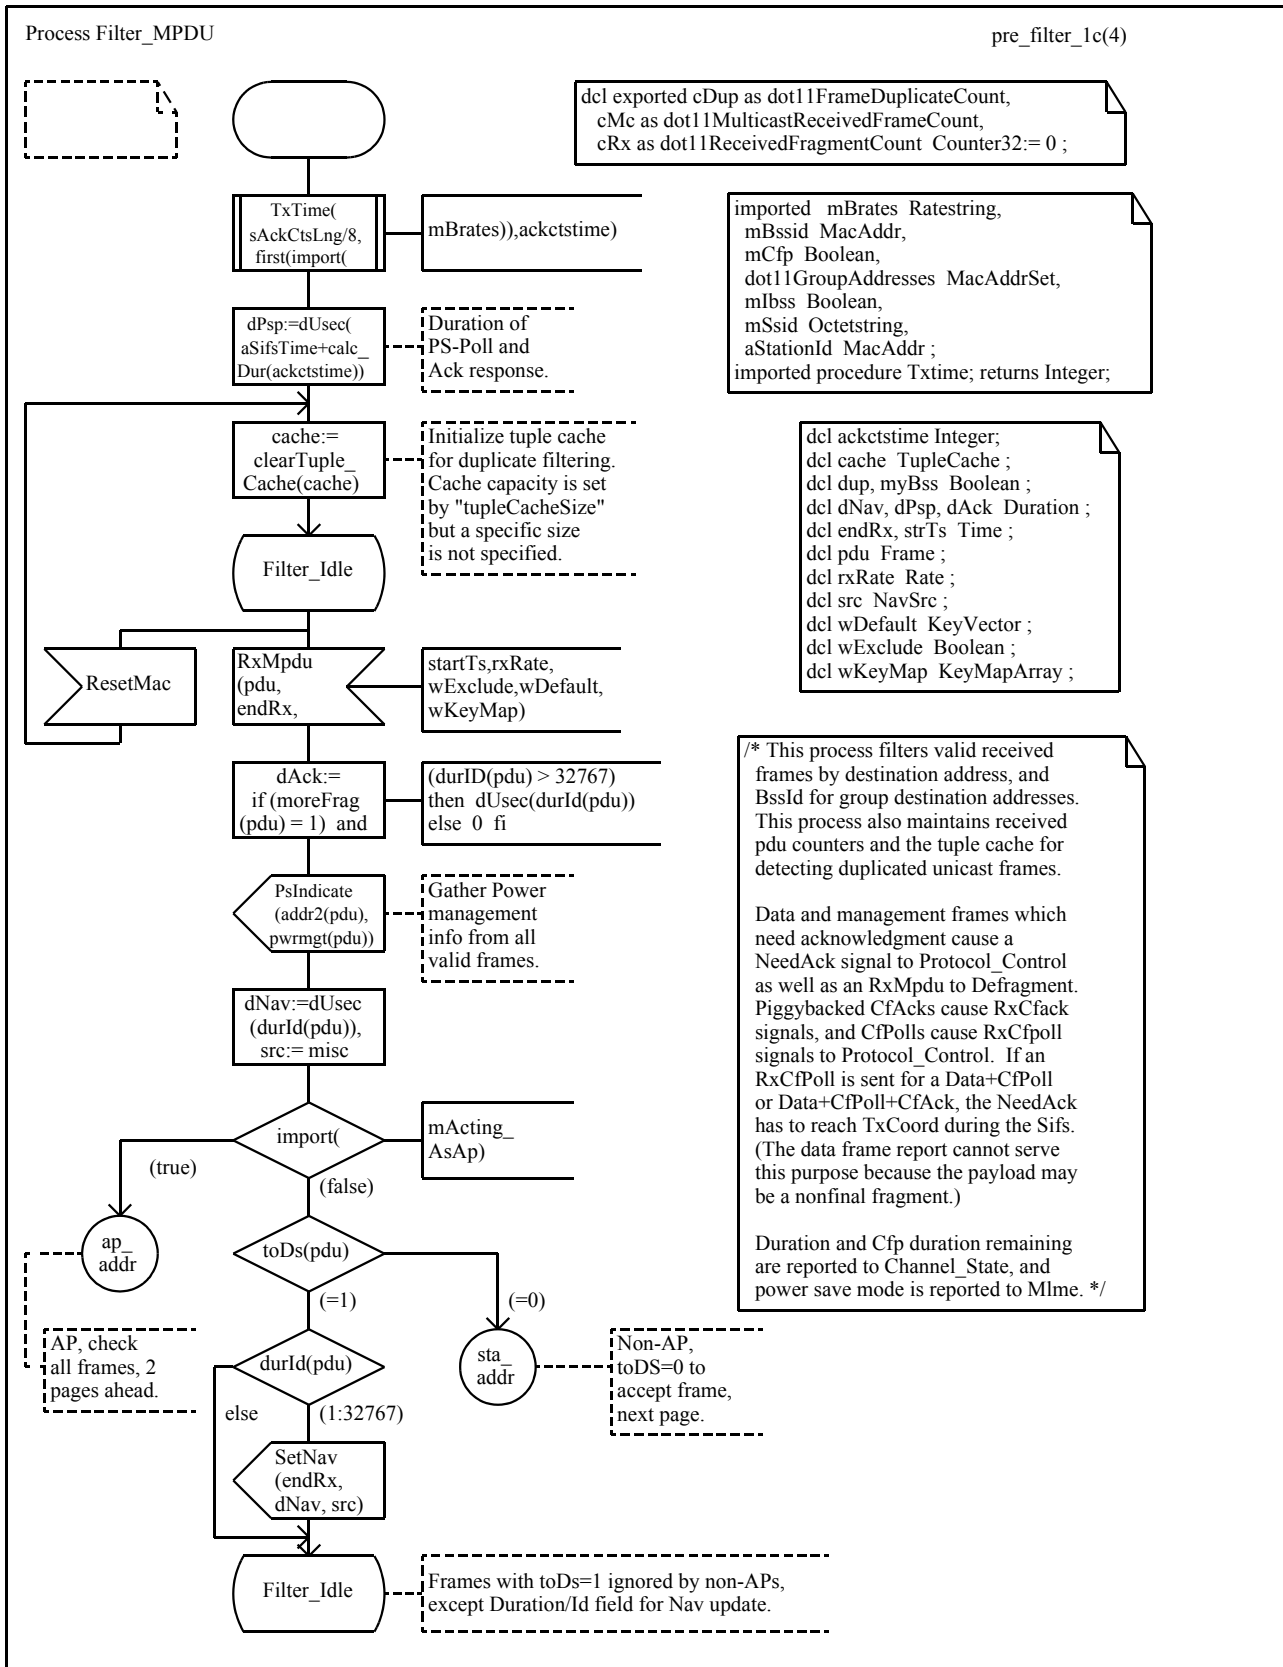 Process Filter_MPDU
pre_filter_1c(4)
dcl exported cDup as dot11FrameDuplicateCount,
cMc as dot11MulticastReceivedFrameCount,
cRx as dot11ReceivedFragmentCount Counter32:= 0 ;
TxTime(
sAckCtsLng/8,
first(import(
mBrates)),ackctstime)
imported mBrates Ratestring,
mBssid MacAddr,
mCfp Boolean,
dot11GroupAddresses MacAddrSet,
mIbss Boolean,
mSsid Octetstring,
aStationId MacAddr ;
imported procedure Txtime; returns Integer;
dPsp:=dUsec(
aSifsTime+calc_
Dur(ackctstime))
Duration of
PS-Poll and
Ack response.
cache:=
clearTuple_
Cache(cache)
Initialize tuple cache
for duplicate filtering.
Cache capacity is set
by "tupleCacheSize"
but a specific size
is not specified.
dcl ackctstime Integer;
dcl cache TupleCache ;
dcl dup, myBss Boolean ;
dcl dNav, dPsp, dAck Duration ;
dcl endRx, strTs Time ;
dcl pdu Frame ;
dcl rxRate Rate ;
dcl src NavSrc ;
dcl wDefault KeyVector ;
dcl wExclude Boolean ;
dcl wKeyMap KeyMapArray ;
Filter_Idle
ResetMac
RxMpdu
(pdu,
endRx,
startTs,rxRate,
wExclude,wDefault,
wKeyMap)
dAck:=
if (moreFrag
(pdu) = 1) and
(durID(pdu) > 32767)
then dUsec(durId(pdu))
else 0 fi
/* This process filters valid received
frames by destination address, and
BssId for group destination addresses.
This process also maintains received
pdu counters and the tuple cache for
detecting duplicated unicast frames.
Data and management frames which
need acknowledgment cause a
NeedAck signal to Protocol_Control
as well as an RxMpdu to Defragment.
Piggybacked CfAcks cause RxCfack
signals, and CfPolls cause RxCfpoll
signals to Protocol_Control. If an
RxCfPoll is sent for a Data+CfPoll
or Data+CfPoll+CfAck, the NeedAck
has to reach TxCoord during the Sifs.
(The data frame report cannot serve
this purpose because the payload may
be a nonfinal fragment.)
Duration and Cfp duration remaining
are reported to Channel_State, and
power save mode is reported to Mlme. */
PsIndicate
(addr2(pdu),
pwrmgt(pdu))
Gather Power
management
info from all
valid frames.
dNav:=dUsec
(durId(pdu)),
src:= misc
import(
mActing_
AsAp)
(true)
(false)
ap_
addr
toDs(pdu)
(=1)
(=0)
AP, check
all frames, 2
pages ahead.
durId(pdu)
sta_
addr
Non-AP,
toDS=0 to
accept frame,
next page.
else
(1:32767)
SetNav
(endRx,
dNav, src)
Filter_Idle
Frames with toDs=1 ignored by non-APs,
except Duration/Id field for Nav update.